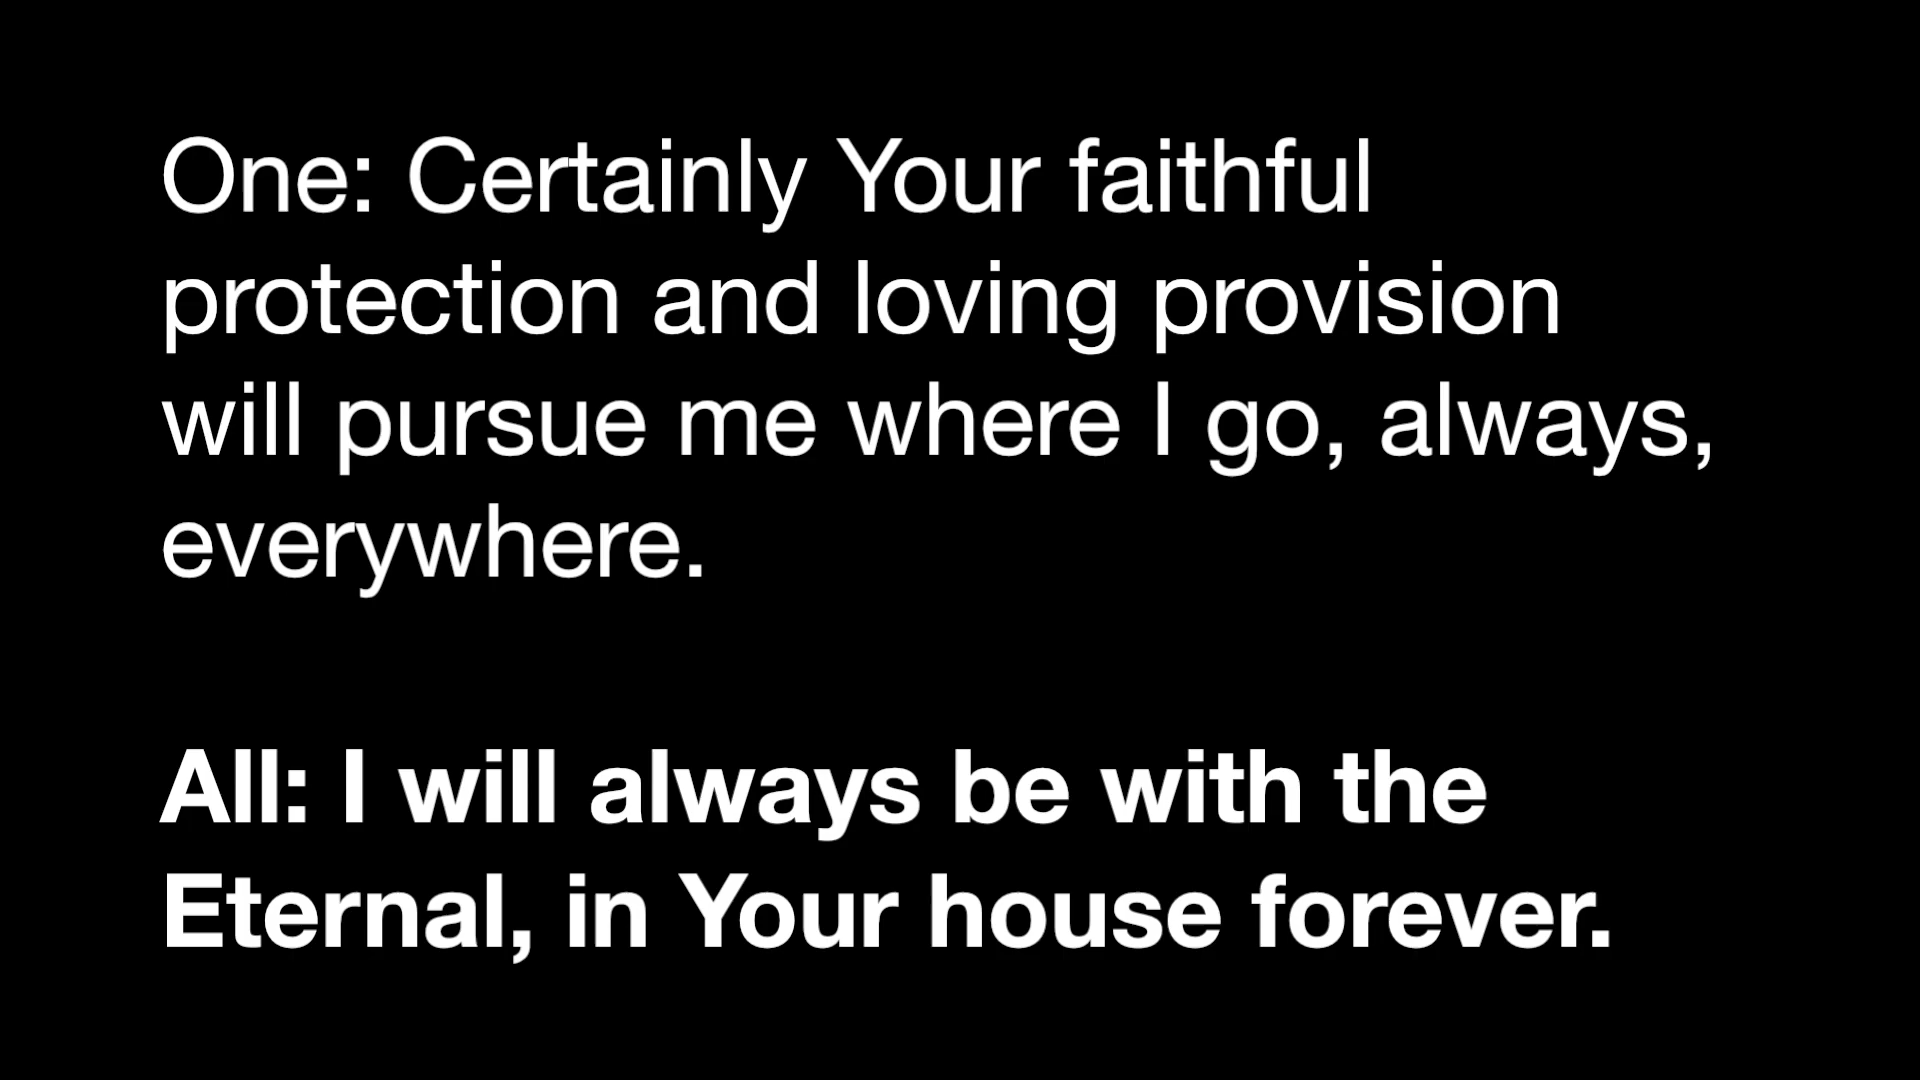 One: Certainly Your faithful
protection and loving provision
will pursue me where I go, always,
everywhere.
All: I will always be with the
Eternal, in Your house forever.